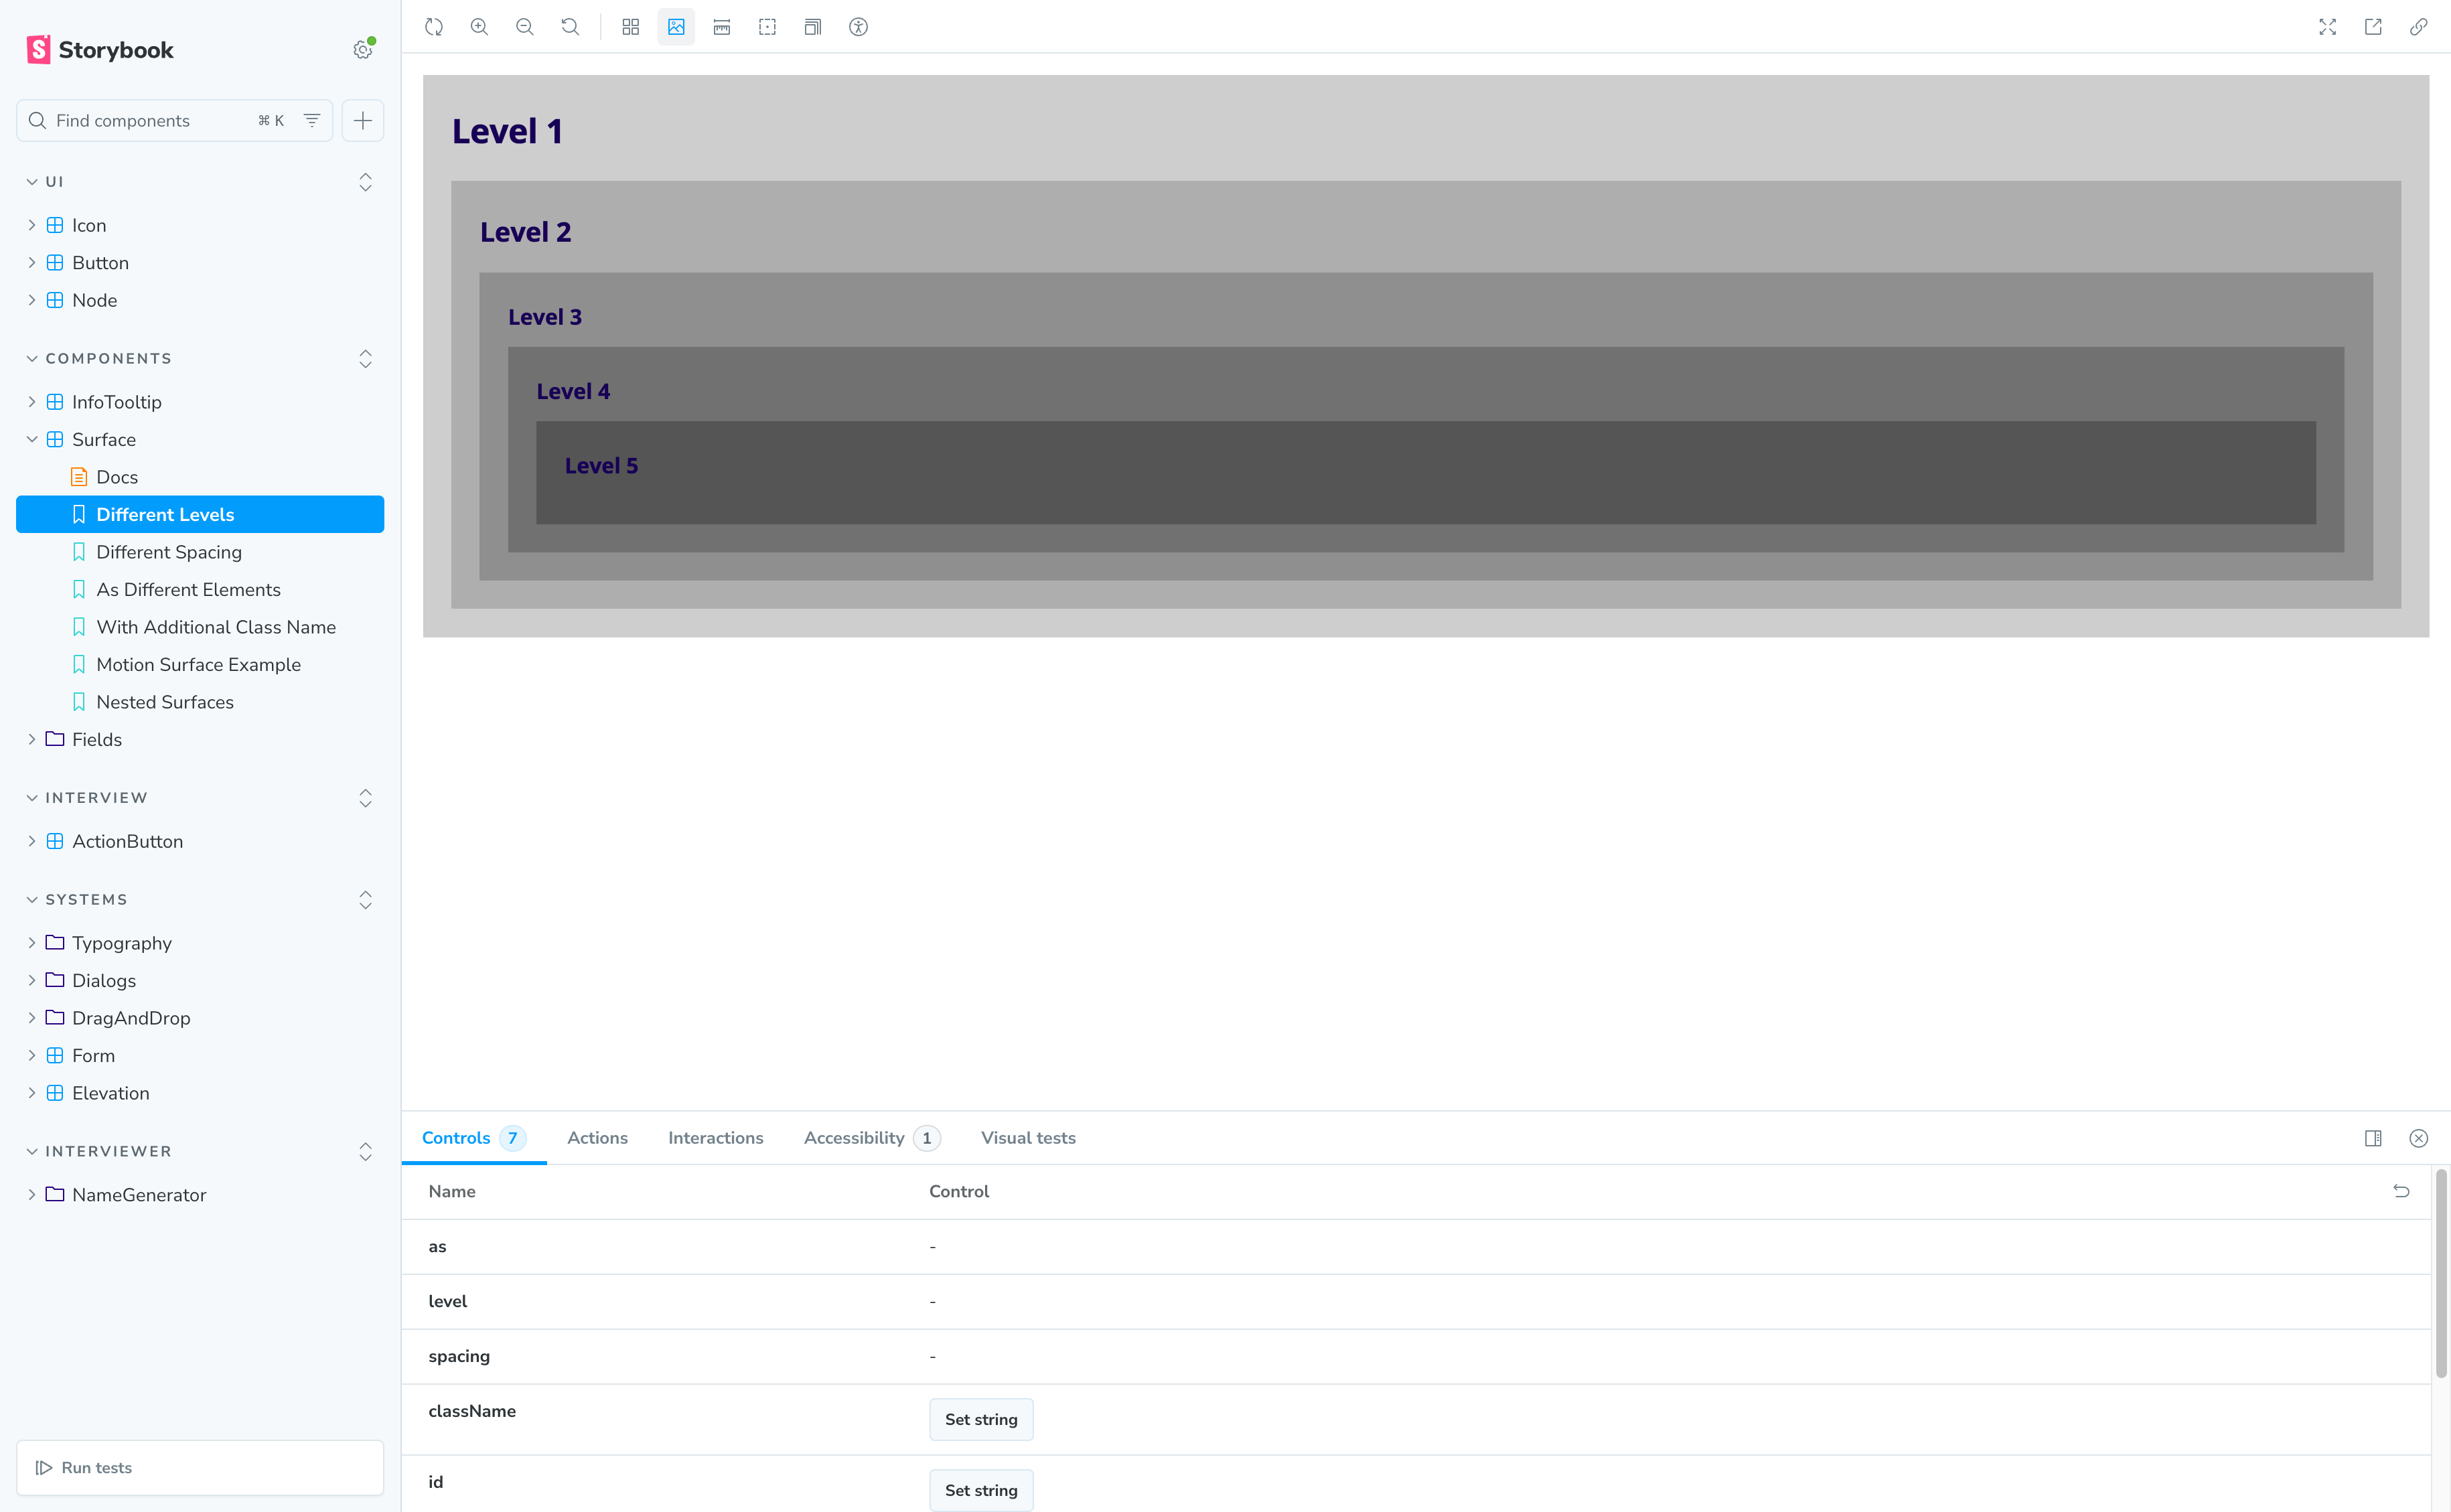 Storybook
Find components
⌘ K
UI
Icon
Button
Node
COMPONENTS
InfoTooltip
Surface
Docs
Different Levels
Different Spacing
As Different Elements
With Additional Class Name
Motion Surface Example
Nested Surfaces
Fields
INTERVIEW
ActionButton
SYSTEMS
Typography
Dialogs
DragAndDrop
Form
Elevation
INTERVIEWER
NameGenerator
Run tests
Level 1
Level 2
Level 3
Level 4
Level 5
Controls 7 Actions Interactions Accessibility 1 Visual tests
Name Control
as -
level -
spacing -
className Set string
id Set string